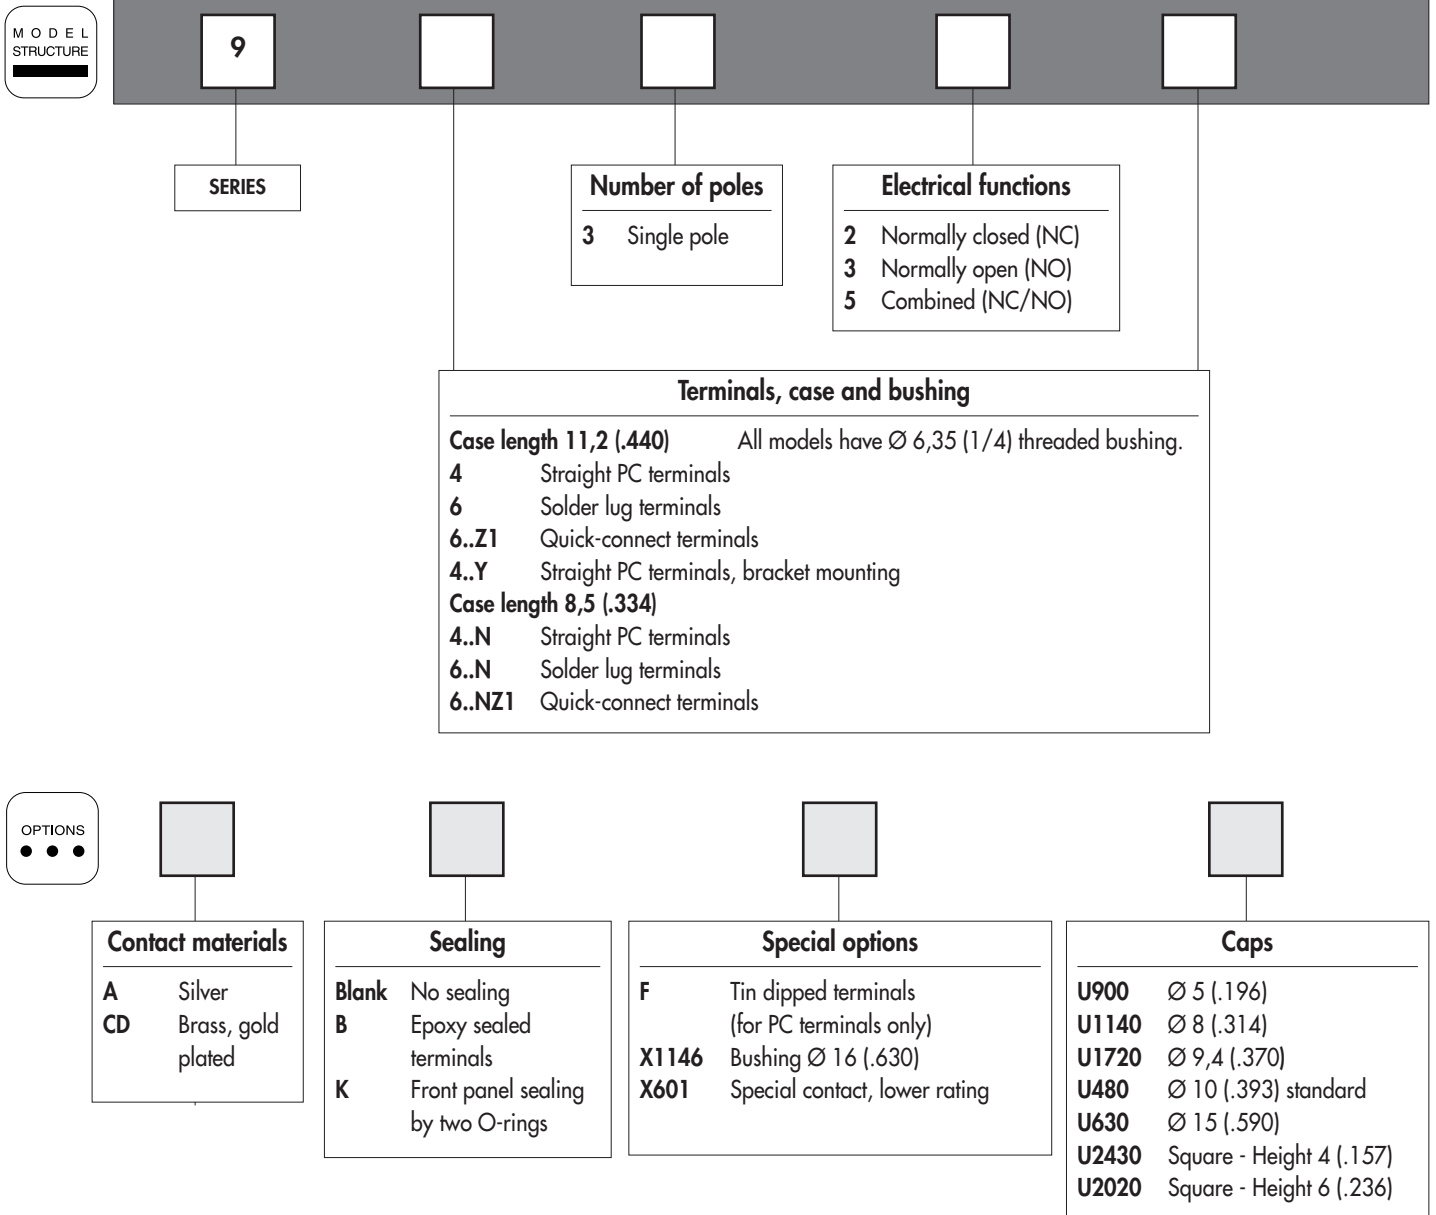 MODEL
STRUCTURE
9
SERIES
Number of poles
3 Single pole
Electrical functions
2 Normally closed (NC)
3 Normally open (NO)
5 Combined (NC/NO)
Terminals, case and bushing
Case length 11,2 (.440) All models have Ø 6,35 (1/4) threaded bushing.
4 Straight PC terminals
6 Solder lug terminals
6..Z1 Quick-connect terminals
4..Y Straight PC terminals, bracket mounting
Case length 8,5 (.334)
4..N Straight PC terminals
6..N Solder lug terminals
6..NZ1 Quick-connect terminals
OPTIONS
Contact materials
A Silver
CD Brass, gold
plated
Sealing
Blank No sealing
B Epoxy sealed
terminals
K Front panel sealing
by two O-rings
Special options
F Tin dipped terminals
(for PC terminals only)
X1146 Bushing Ø 16 (.630)
X601 Special contact, lower rating
Caps
U900 Ø 5 (.196)
U1140 Ø 8 (.314)
U1720 Ø 9,4 (.370)
U480 Ø 10 (.393) standard
U630 Ø 15 (.590)
U2430 Square - Height 4 (.157)
U2020 Square - Height 6 (.236)